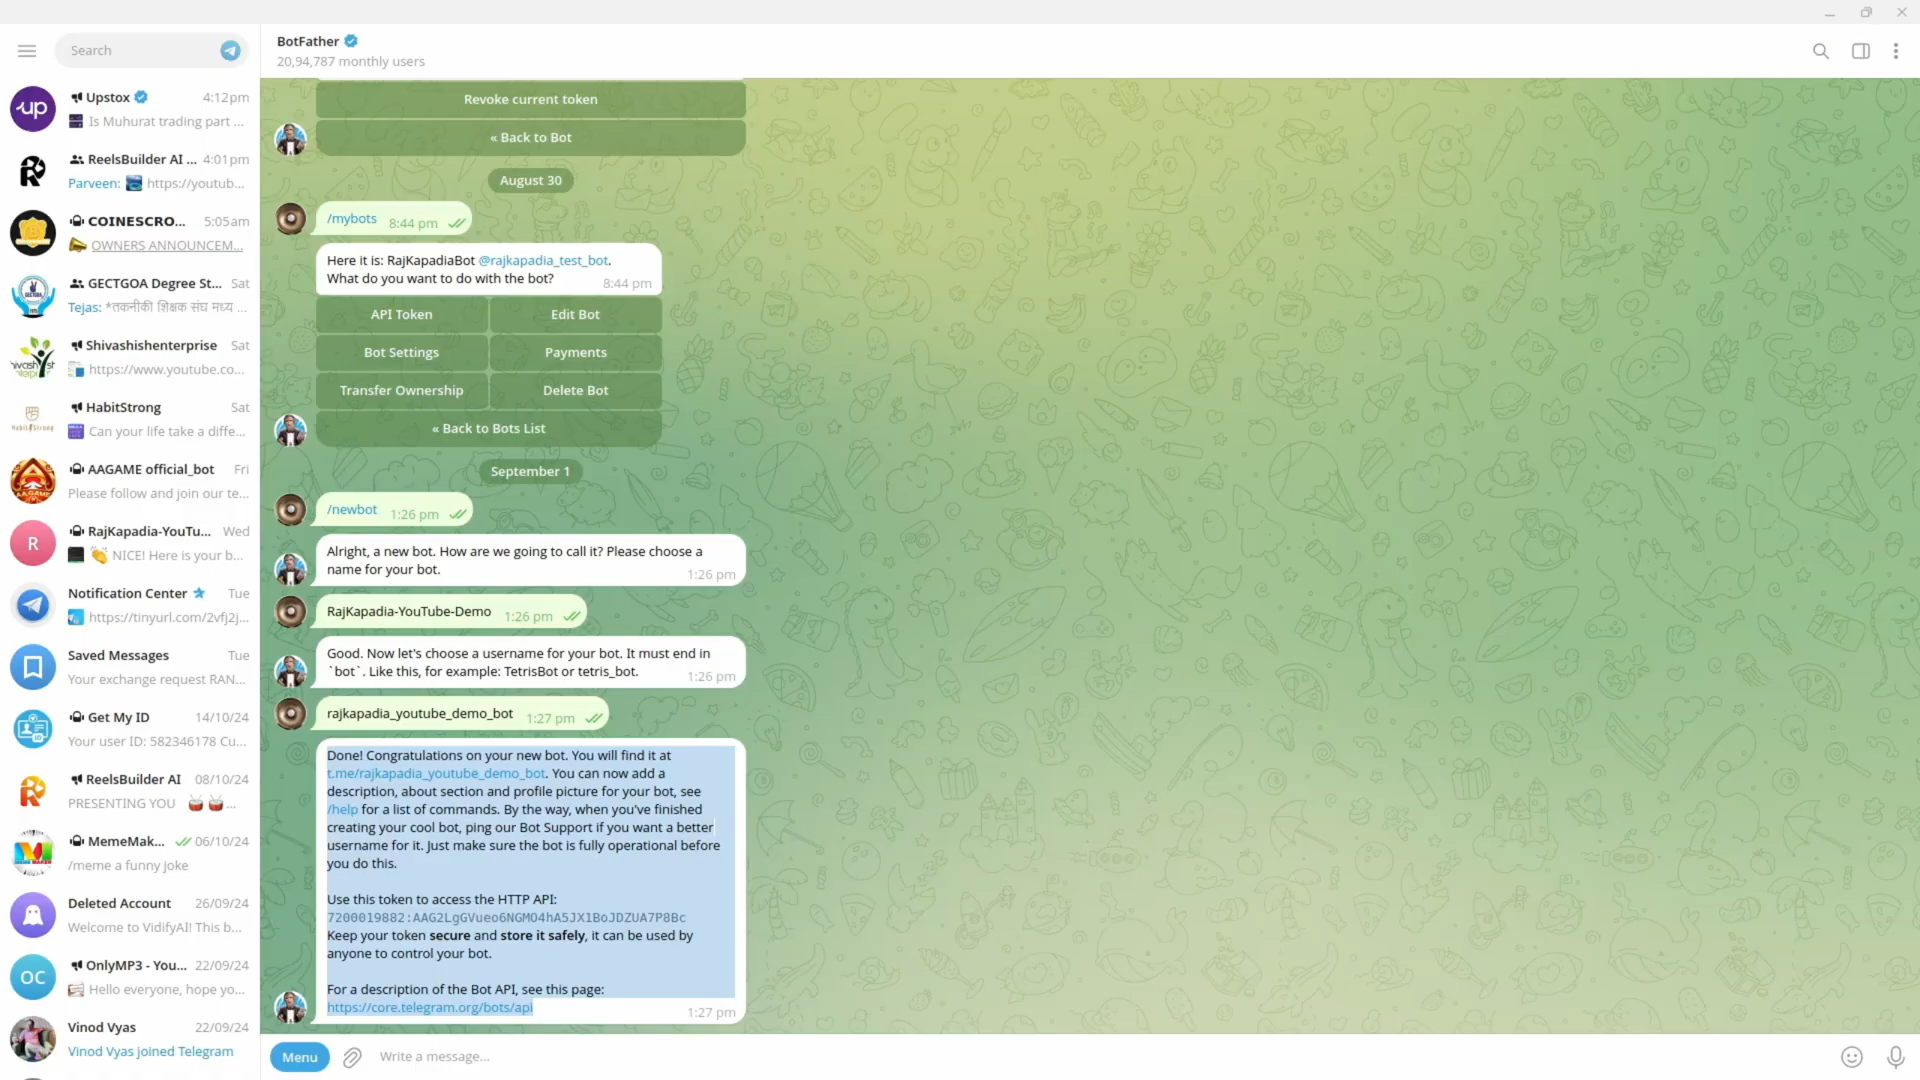 Search
up
Upstox
4:12pm
Is Muhurat trading part ...
ReelsBuilder AI ...
4:01pm
Parveen: https://youtub...
COINESCRO...
5:05am
OWNERS ANNOUNCEM...
GECTGOA Degree St...
Sat
Tejas: *तकनीकी शिक्षक संघ मध्य ...
Shivashishenterprise
Sat
https://www.youtube.co...
HabitStrong
Sat
Can your life take a diffe...
AAGAME official_bot
Fri
Please follow and join our te...
R
RajKapadia-YouTu...
Wed
NICE! Here is your b...
Notification Center
Tue
https://tinyurl.com/2vfj2j...
Saved Messages
Tue
Your exchange request RAN...
Get My ID
14/10/24
Your user ID: 582346178 Cu...
ReelsBuilder AI
08/10/24
PRESENTING YOU ...
MemeMak...
06/10/24
/meme a funny joke
Deleted Account
26/09/24
Welcome to VidifyAI! This b...
OC
OnlyMP3 - You...
22/09/24
Hello everyone, hope yo...
Vinod Vyas
22/09/24
Vinod Vyas joined Telegram
BotFather
20,94,787 monthly users
Revoke current token
« Back to Bot
August 30
/mybots 8:44 pm
Here it is: RajKapadiaBot @rajkapadia_test_bot.
What do you want to do with the bot? 8:44 pm
API Token
Edit Bot
Bot Settings
Payments
Transfer Ownership
Delete Bot
« Back to Bots List
September 1
/newbot 1:26 pm
Alright, a new bot. How are we going to call it? Please choose a
name for your bot. 1:26 pm
RajKapadia-YouTube-Demo 1:26 pm
Good. Now let's choose a username for your bot. It must end in
`bot`. Like this, for example: TetrisBot or tetris_bot. 1:26 pm
rajkapadia_youtube_demo_bot 1:27 pm
Done! Congratulations on your new bot. You will find it at
t.me/rajkapadia_youtube_demo_bot. You can now add a
description, about section and profile picture for your bot, see
/help for a list of commands. By the way, when you've finished
creating your cool bot, ping our Bot Support if you want a better
username for it. Just make sure the bot is fully operational before
you do this.
Use this token to access the HTTP API:
7200019882:AAG2LgGVueo6NGMO4hA5JX1BoJDZUA7P8Bc
Keep your token secure and store it safely, it can be used by
anyone to control your bot.
For a description of the Bot API, see this page:
https://core.telegram.org/bots/api
1:27 pm
Menu
Write a message...